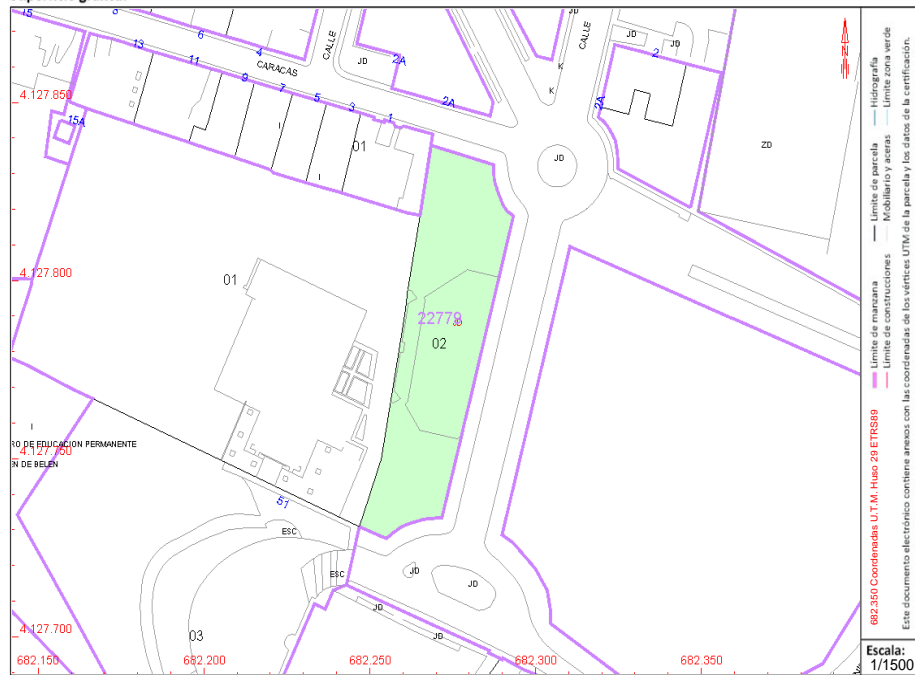 15
8
6
4
CALLE
2A
JD
CARACAS
13
11
9
7
5
3
1
2A
JD
CALLE
K
K
JD
JD
2
2A
ZD
4.127.850
15A
I
I
01
JD
4.127.800
01
22779
JD
02
I
RO DE EDUCACION PERMANENTE
EN DE BELEN
4.127.750
51
ESC
ESC
JD
JD
JD
JD
03
4.127.700
682.150
682.200
682.250
682.300
682.350
682.350 Coordenadas U.T.M. Huso 29 ETRS89
Límite de manzana
Límite de parcela
Hidrografía
Límite de construcciones
Mobiliario y aceras
Límite zona verde
Este documento electrónico contiene anexos con las coordenadas de los vértices UTM de la parcela y los datos de la certificación.
Escala:
1/1500